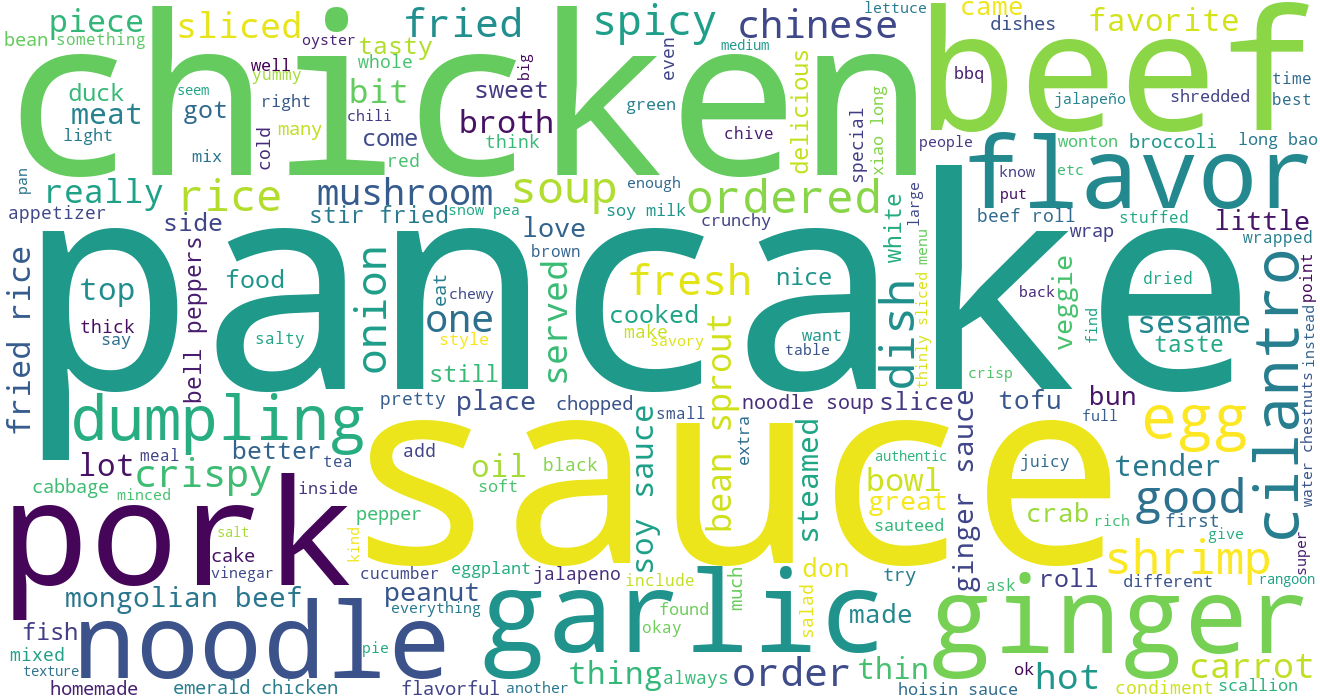 chicken
pancake
sauce
beef
pork
noodle
garlic
ginger
flavor
cilantro
dumpling
egg
shrimp
good
fresh
ordered
dish
soup
rice
mushroom
chinese
spicy
fried
sliced
piece
favorite
came
dishes
lettuce
medium
even
oyster
tasty
whole
well
yummy
bean
something
duck
meat
light
seem
got
right
bit
chili
big
sweet
broth
think
come
cold
many
mix
red
green
chive
delicious
special
xiao long
bbq
jalapeño
shredded
time
best
people
wonton
broccoli
long bao
know
put
etc
pan
really
appetizer
side
stir fried
snow pea
love
brown
enough
soy milk
crunchy
white
large
beef roll
wrap
stuffed
little
wrapped
fried rice
top
thick
say
food
salty
bell peppers
onion
eat
chewy
one
style
still
served
cooked
make
savory
nice
want
table
thinly sliced menu
back
crisp
veggie
find
dried
sesame
taste
point
instead
water chestnuts
pretty
place
chopped
small
bean sprout
noodle soup
extra
slice
tofu
bun
full
lot
crispy
better
tea
meal
cabbage
minced
inside
add
oil
soft
black
soy sauce
steamed
authentic
bowl
great
sauteed
ginger sauce
juicy
crab
rich
tender
first
give
super
salt
cake
vinegar
kind
pepper
cucumber
eggplant
jalapeno
include
found
okay
much
salad
don
try
made
ask
roll
different
rangoon
carrot
mongolian beef
peanut
everything
fish
mixed
texture
homemade
emerald chicken
pie
flavorful
another
thing
always
order
thin
hoisin sauce
ok
hot
condiment
scallion